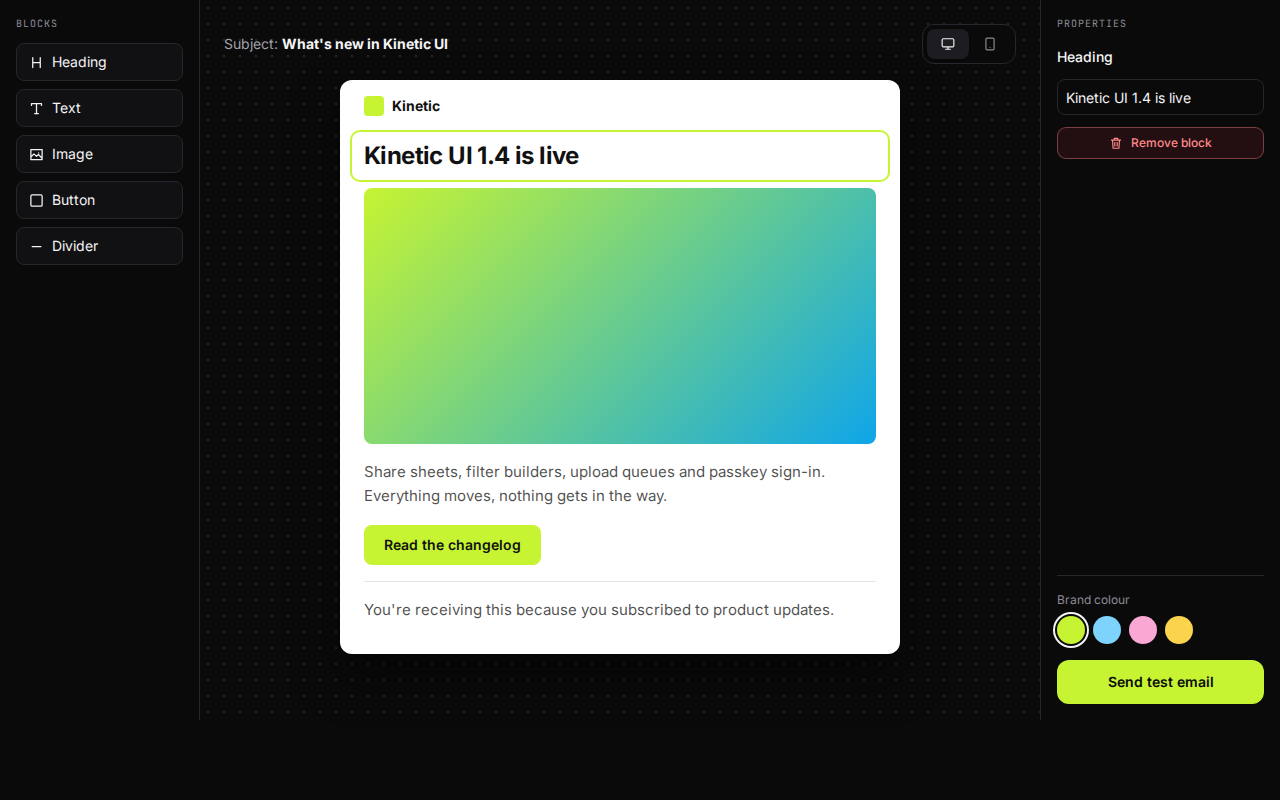 BLOCKS
Heading
Text
Image
Button
Divider
Subject: What's new in Kinetic UI
Kinetic
Kinetic UI 1.4 is live
Share sheets, filter builders, upload queues and passkey sign-in.
Everything moves, nothing gets in the way.
Read the changelog
You're receiving this because you subscribed to product updates.
PROPERTIES
Heading
Kinetic UI 1.4 is live
Remove block
Brand colour
Send test email